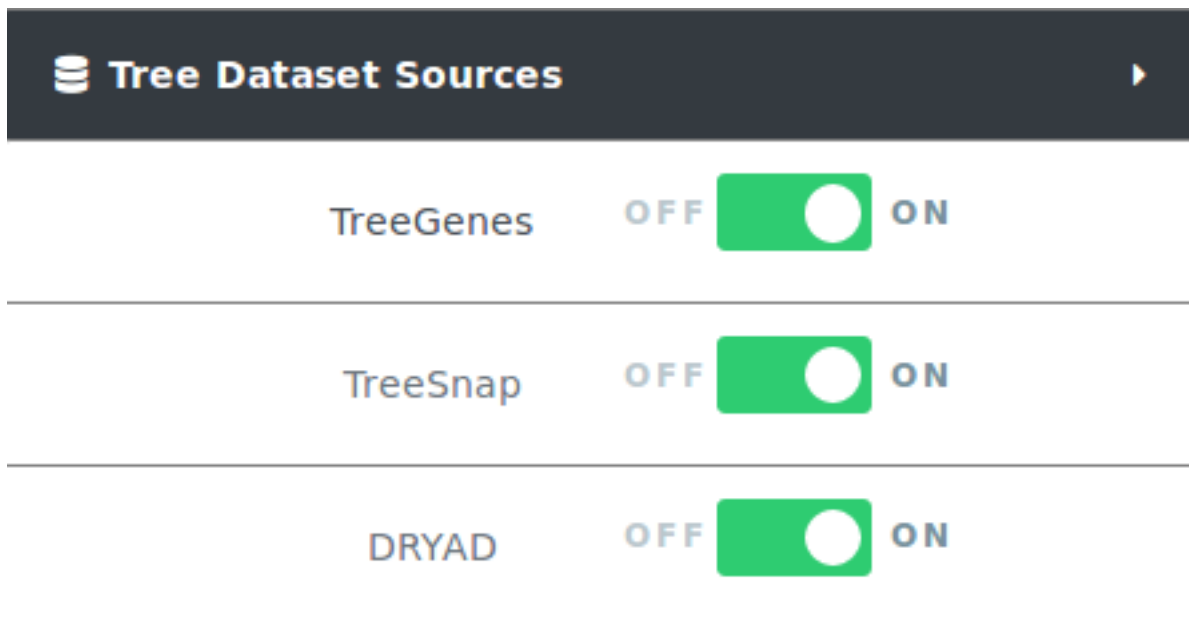 Tree Dataset Sources
TreeGenes OFF ON
TreeSnap OFF ON
DRYAD OFF ON